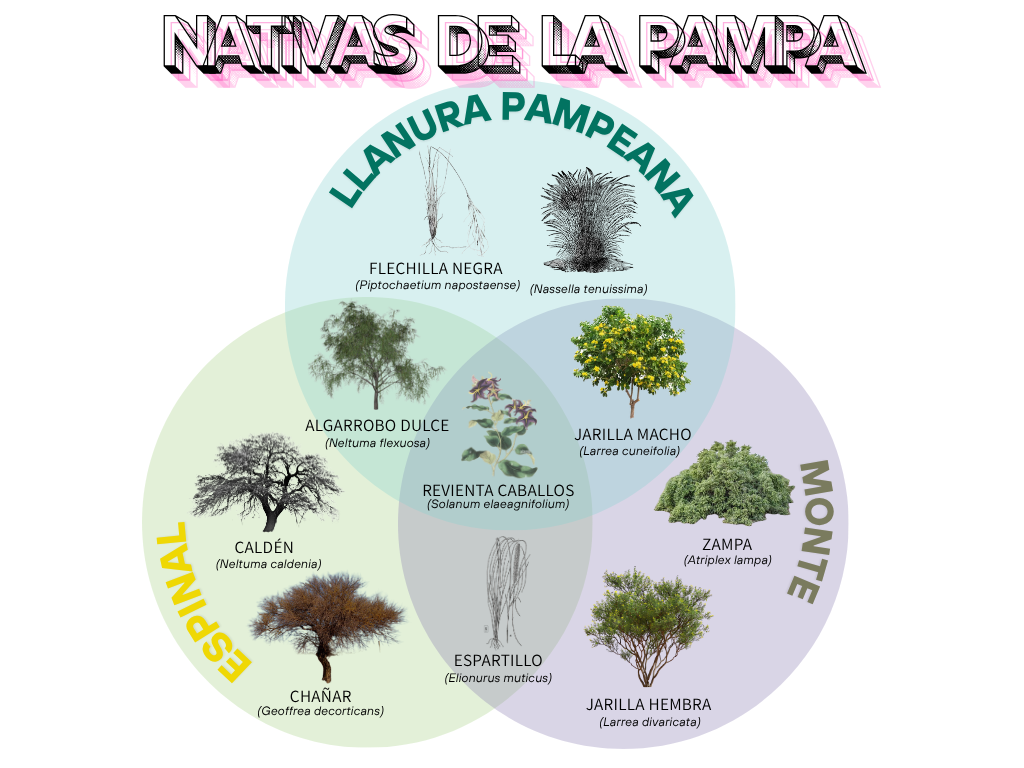 NATIVAS DE LA PAMPA
LLANURA PAMPEANA
FLECHILLA NEGRA
(Piptochaetium napostaense)
(Nassella tenuissima)
ALGARROBO DULCE
(Neltuma flexuosa)
JARILLA MACHO
(Larrea cuneifolia)
REVIENTA CABALLOS
(Solanum elaeagnifolium)
CALDÉN
(Neltuma caldenia)
ZAMPA
(Atriplex lampa)
MONTE
ESPINAL
ESPARTILLO
(Elionurus muticus)
CHAÑAR
(Geoffrea decorticans)
JARILLA HEMBRA
(Larrea divaricata)